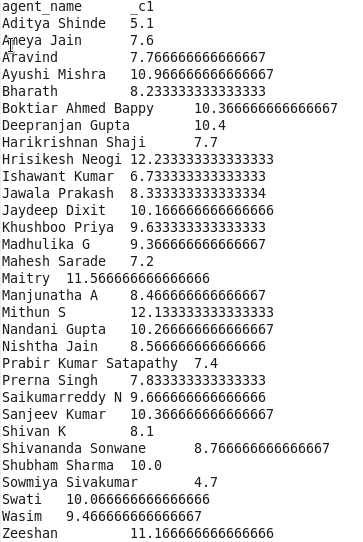 agent_name _c1
Aditya Shinde 5.1
Aneya Jain 7.6
Aravind 7.766666666666667
Ayushi Mishra 10.966666666666667
Bharath 8.233333333333333
Boktiar Ahmed Bappy 10.366666666666667
Deepranjan Gupta 10.4
Harikrishnan Shaji 7.7
Hrisikesh Neogi 12.233333333333333
Ishawant Kumar 6.733333333333333
Jawala Prakash 8.333333333333334
Jaydeep Dixit 10.166666666666666
Khushboo Priya 9.633333333333333
Madhulika G 9.366666666666667
Mahesh Sarade 7.2
Maitry 11.566666666666666
Manjunatha A 8.466666666666667
Mithun S 12.133333333333333
Nandani Gupta 10.266666666666667
Nishtha Jain 8.566666666666666
Prabir Kumar Satapathy 7.4
Prerna Singh 7.833333333333333
Saikumarreddy N 9.666666666666666
Sanjeev Kumar 10.366666666666667
Shivan K 8.1
Shivananda Sonwane 8.766666666666667
Shubham Sharma 10.0
Sowmiya Sivakumar 4.7
Swati 10.066666666666666
Wasim 9.466666666666667
Zeeshan 11.166666666666666